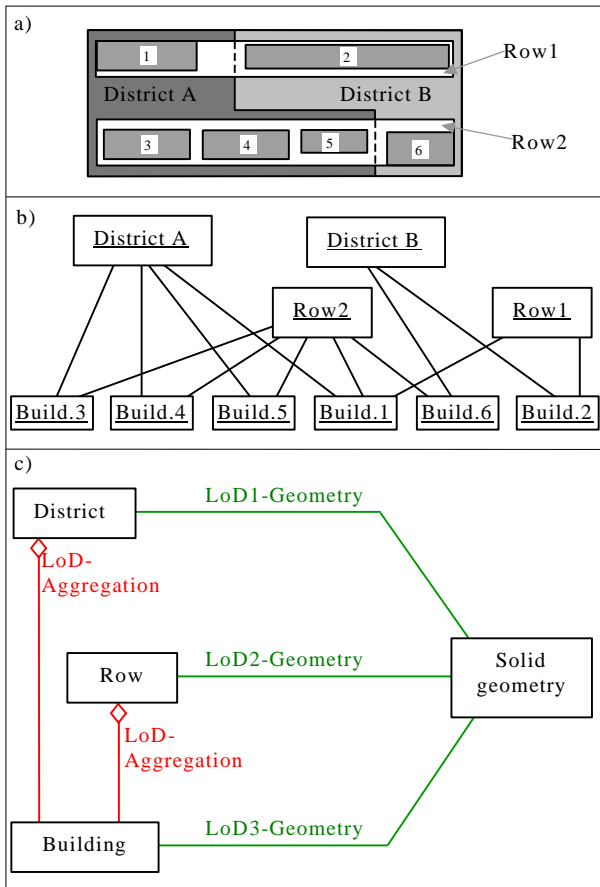 a)
1
2
Row1
District A
District B
3
4
5
6
Row2
b)
District A
District B
Row2
Row1
Build.3
Build.4
Build.5
Build.1
Build.6
Build.2
c)
LoD1-Geometry
District
LoD-
Aggregation
LoD2-Geometry
Row
Solid
geometry
LoD-
Aggregation
LoD3-Geometry
Building